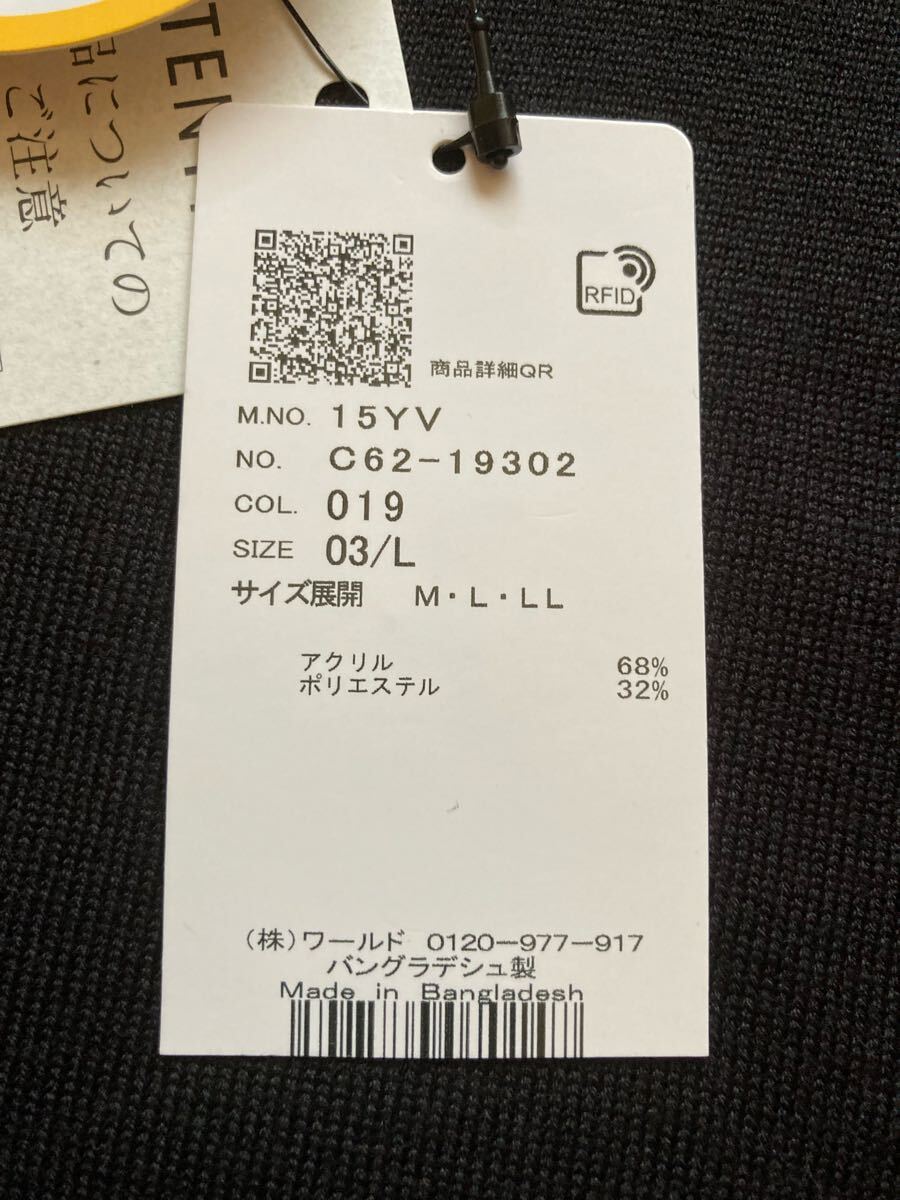 TEN
品についての
ご注意
RFID
商品詳細QR
M.NO. 15YV
NO. C62-19302
COL. 019
SIZE 03/L
サイズ展開 M・L・LL
アクリル 68%
ポリエステル 32%
(株)ワールド 0120-977-917
バングラデシュ製
Made in Bangladesh